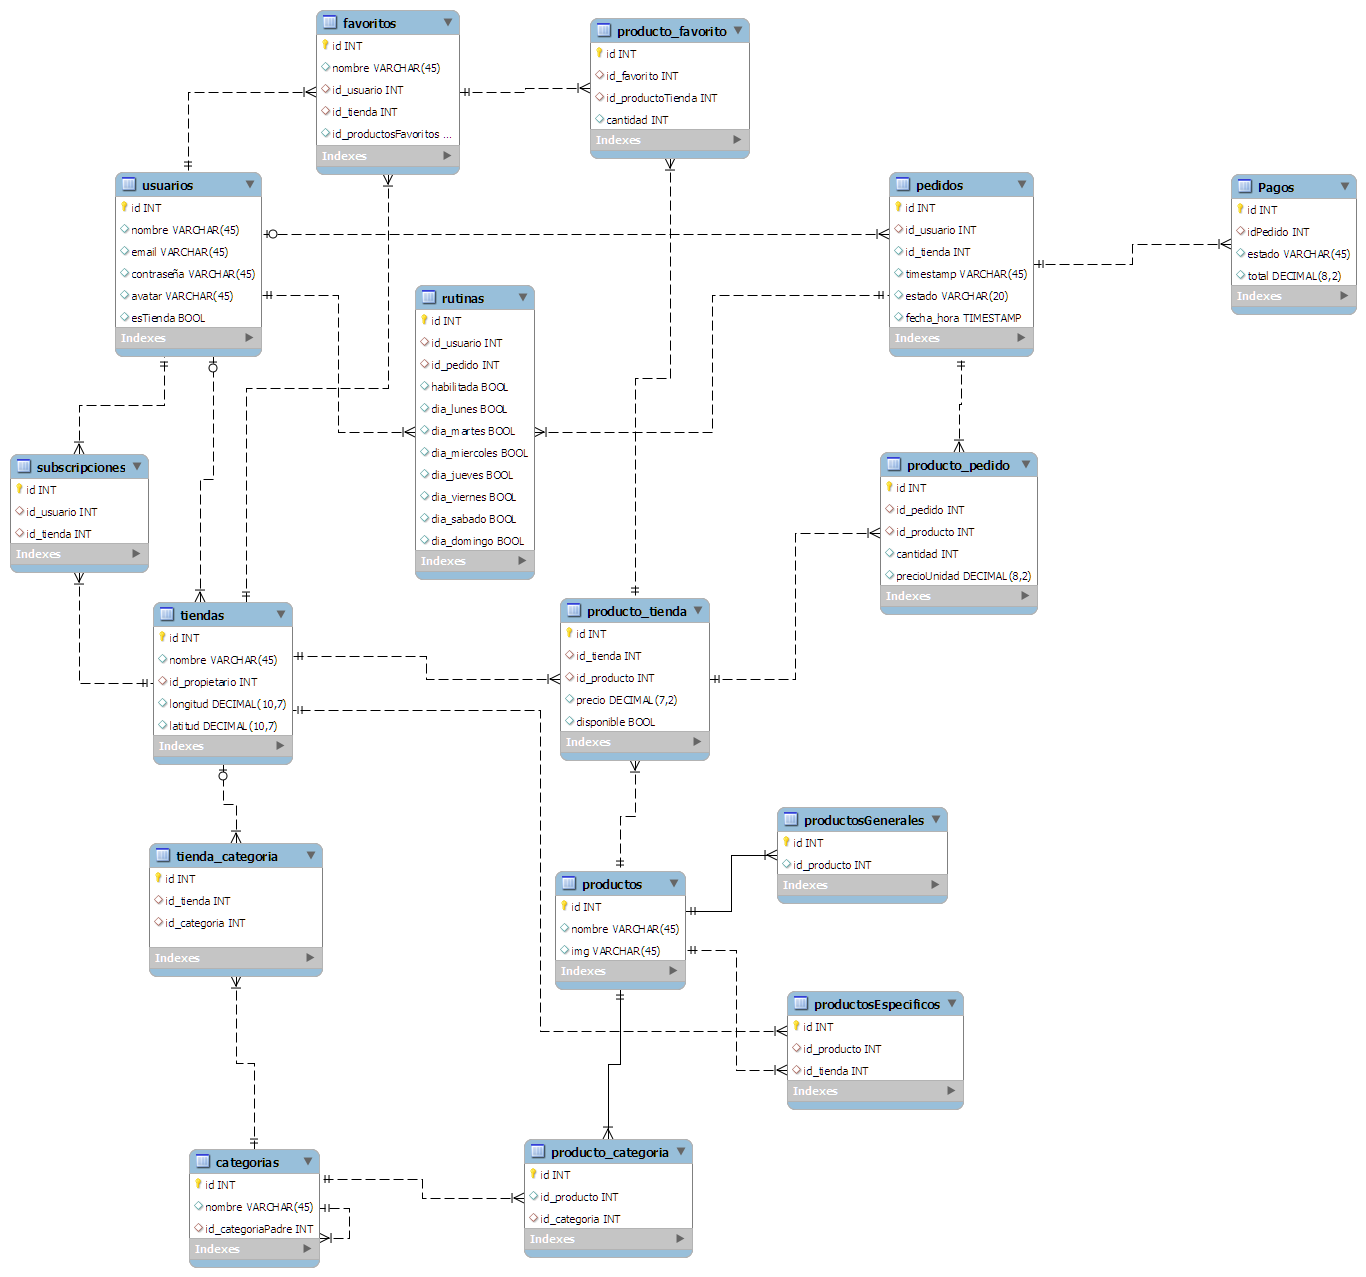 favoritos
id INT
nombre VARCHAR(45)
id_usuario INT
id_tienda INT
id_productosFavoritos ...
Indexes
producto_favorito
id INT
id_favorito INT
id_productoTienda INT
cantidad INT
Indexes
usuarios
id INT
nombre VARCHAR(45)
email VARCHAR(45)
contraseña VARCHAR(45)
avatar VARCHAR(45)
esTienda BOOL
Indexes
pedidos
id INT
id_usuario INT
id_tienda INT
timestamp VARCHAR(45)
estado VARCHAR(20)
fecha_hora TIMESTAMP
Indexes
Pagos
id INT
idPedido INT
estado VARCHAR(45)
total DECIMAL(8,2)
Indexes
rutinas
id INT
id_usuario INT
id_pedido INT
habilitada BOOL
dia_lunes BOOL
dia_martes BOOL
dia_miercoles BOOL
dia_jueves BOOL
dia_viernes BOOL
dia_sabado BOOL
dia_domingo BOOL
Indexes
subscripciones
id INT
id_usuario INT
id_tienda INT
Indexes
producto_pedido
id INT
id_pedido INT
id_producto INT
cantidad INT
precioUnidad DECIMAL(8,2)
Indexes
tiendas
id INT
nombre VARCHAR(45)
id_propietario INT
longitud DECIMAL(10,7)
latitud DECIMAL(10,7)
Indexes
producto_tienda
id INT
id_tienda INT
id_producto INT
precio DECIMAL(7,2)
disponible BOOL
Indexes
productosGenerales
id INT
id_producto INT
Indexes
tienda_categoria
id INT
id_tienda INT
id_categoria INT
Indexes
productos
id INT
nombre VARCHAR(45)
img VARCHAR(45)
Indexes
productosEspecificos
id INT
id_producto INT
id_tienda INT
Indexes
categorias
id INT
nombre VARCHAR(45)
id_categoriaPadre INT
Indexes
producto_categoria
id INT
id_producto INT
id_categoria INT
Indexes